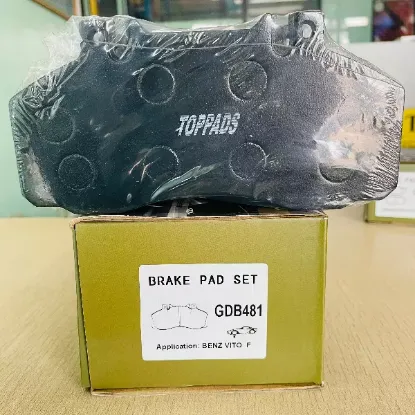 TOPPADS
BRAKE PAD SET
GDB481
Application: BENZ VITO F